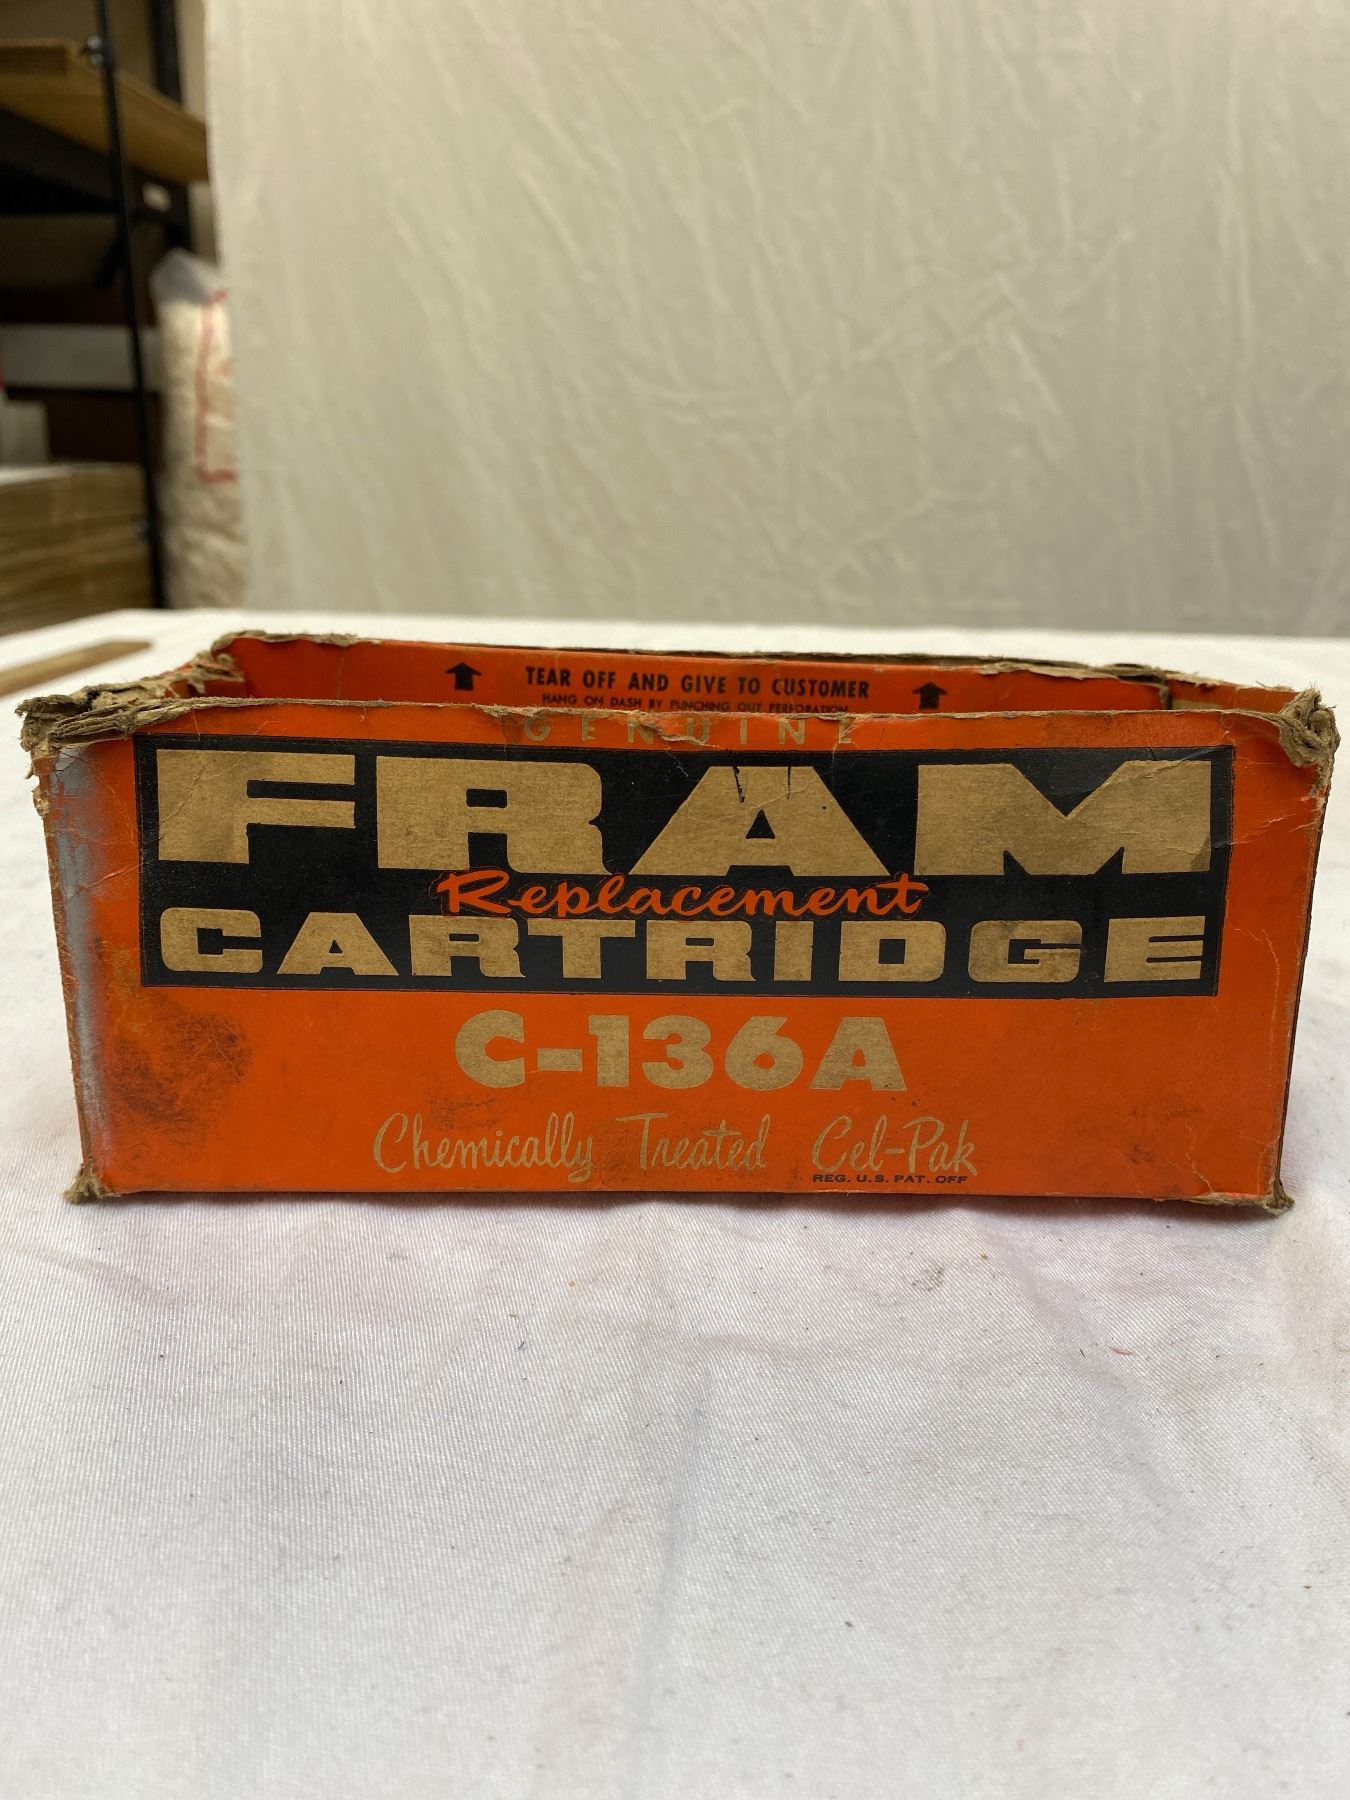 TEAR OFF AND GIVE TO CUSTOMER
HANG ON DASH BY PUNCHING OUT PERFORATION
GENUINE
FRAM
Replacement
CARTRIDGE
C-136A
Chemically Treated Cel-Pak
REG. U.S. PAT. OFF